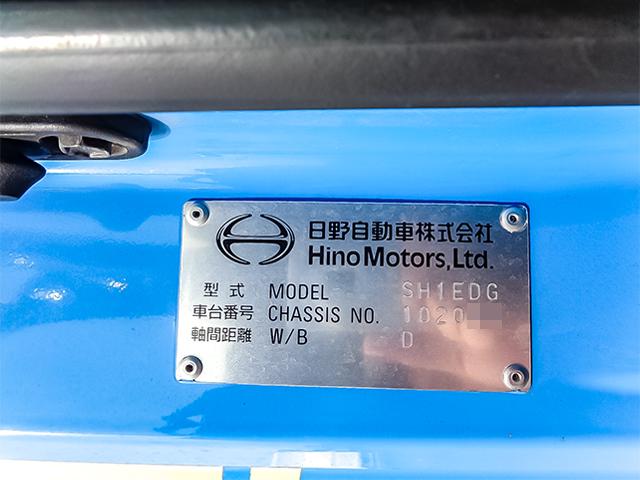 日野自動車株式会社
Hino Motors, Ltd.
型式 MODEL SH1EDG
車台番号 CHASSIS NO. 1020
軸間距離 W/B D